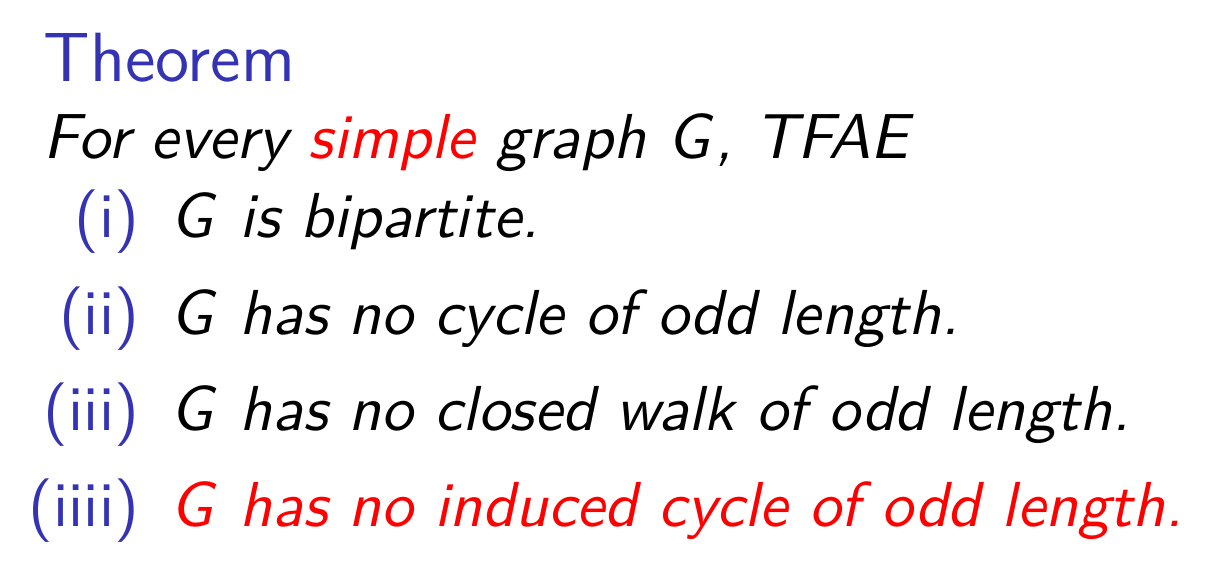 Theorem
For every simple graph G, TFAE
(i) G is bipartite.
(ii) G has no cycle of odd length.
(iii) G has no closed walk of odd length.
(iiii) G has no induced cycle of odd length.